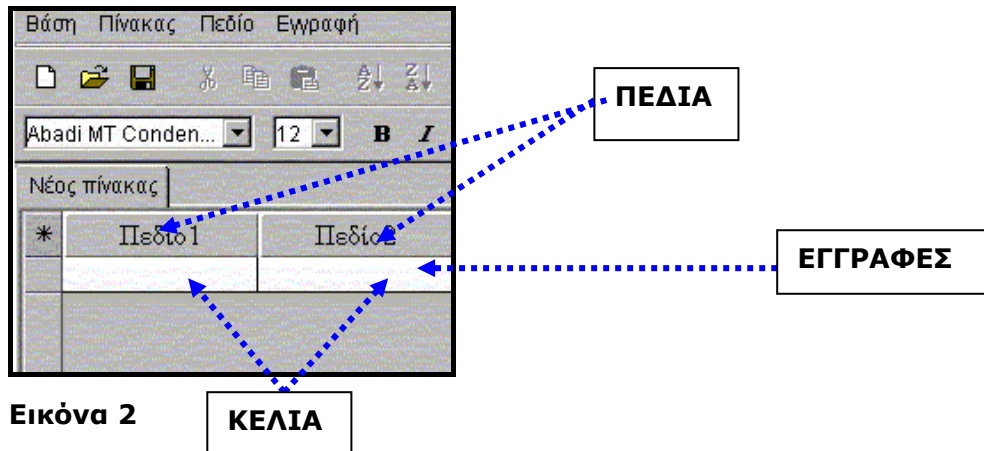 Βάση Πίνακας Πεδίο Εγγραφή
Abadi MT Conden... 12 B I
Νέος πίνακας
* Πεδίο1 Πεδίο2
ΠΕΔΙΑ
ΕΓΓΡΑΦΕΣ
ΚΕΛΙΑ
Εικόνα 2